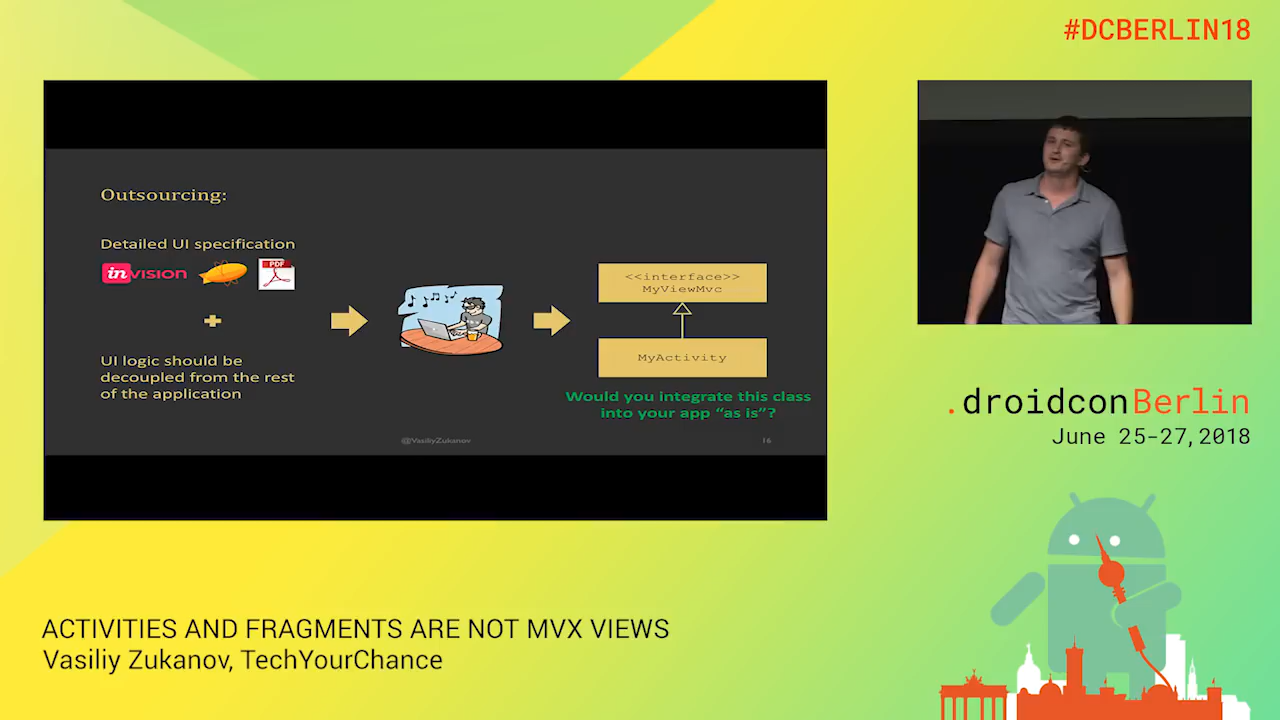 #DCBERLIN18
Outsourcing:
Detailed UI specification
inVISION
PDF
+
UI logic should be
decoupled from the rest
of the application
<<interface>>
MyViewMvc
MyActivity
Would you integrate this class
into your app “as is”?
@VasiliyZukanov
16
.droidconBerlin
June 25-27,2018
ACTIVITIES AND FRAGMENTS ARE NOT MVX VIEWS
Vasiliy Zukanov, TechYourChance